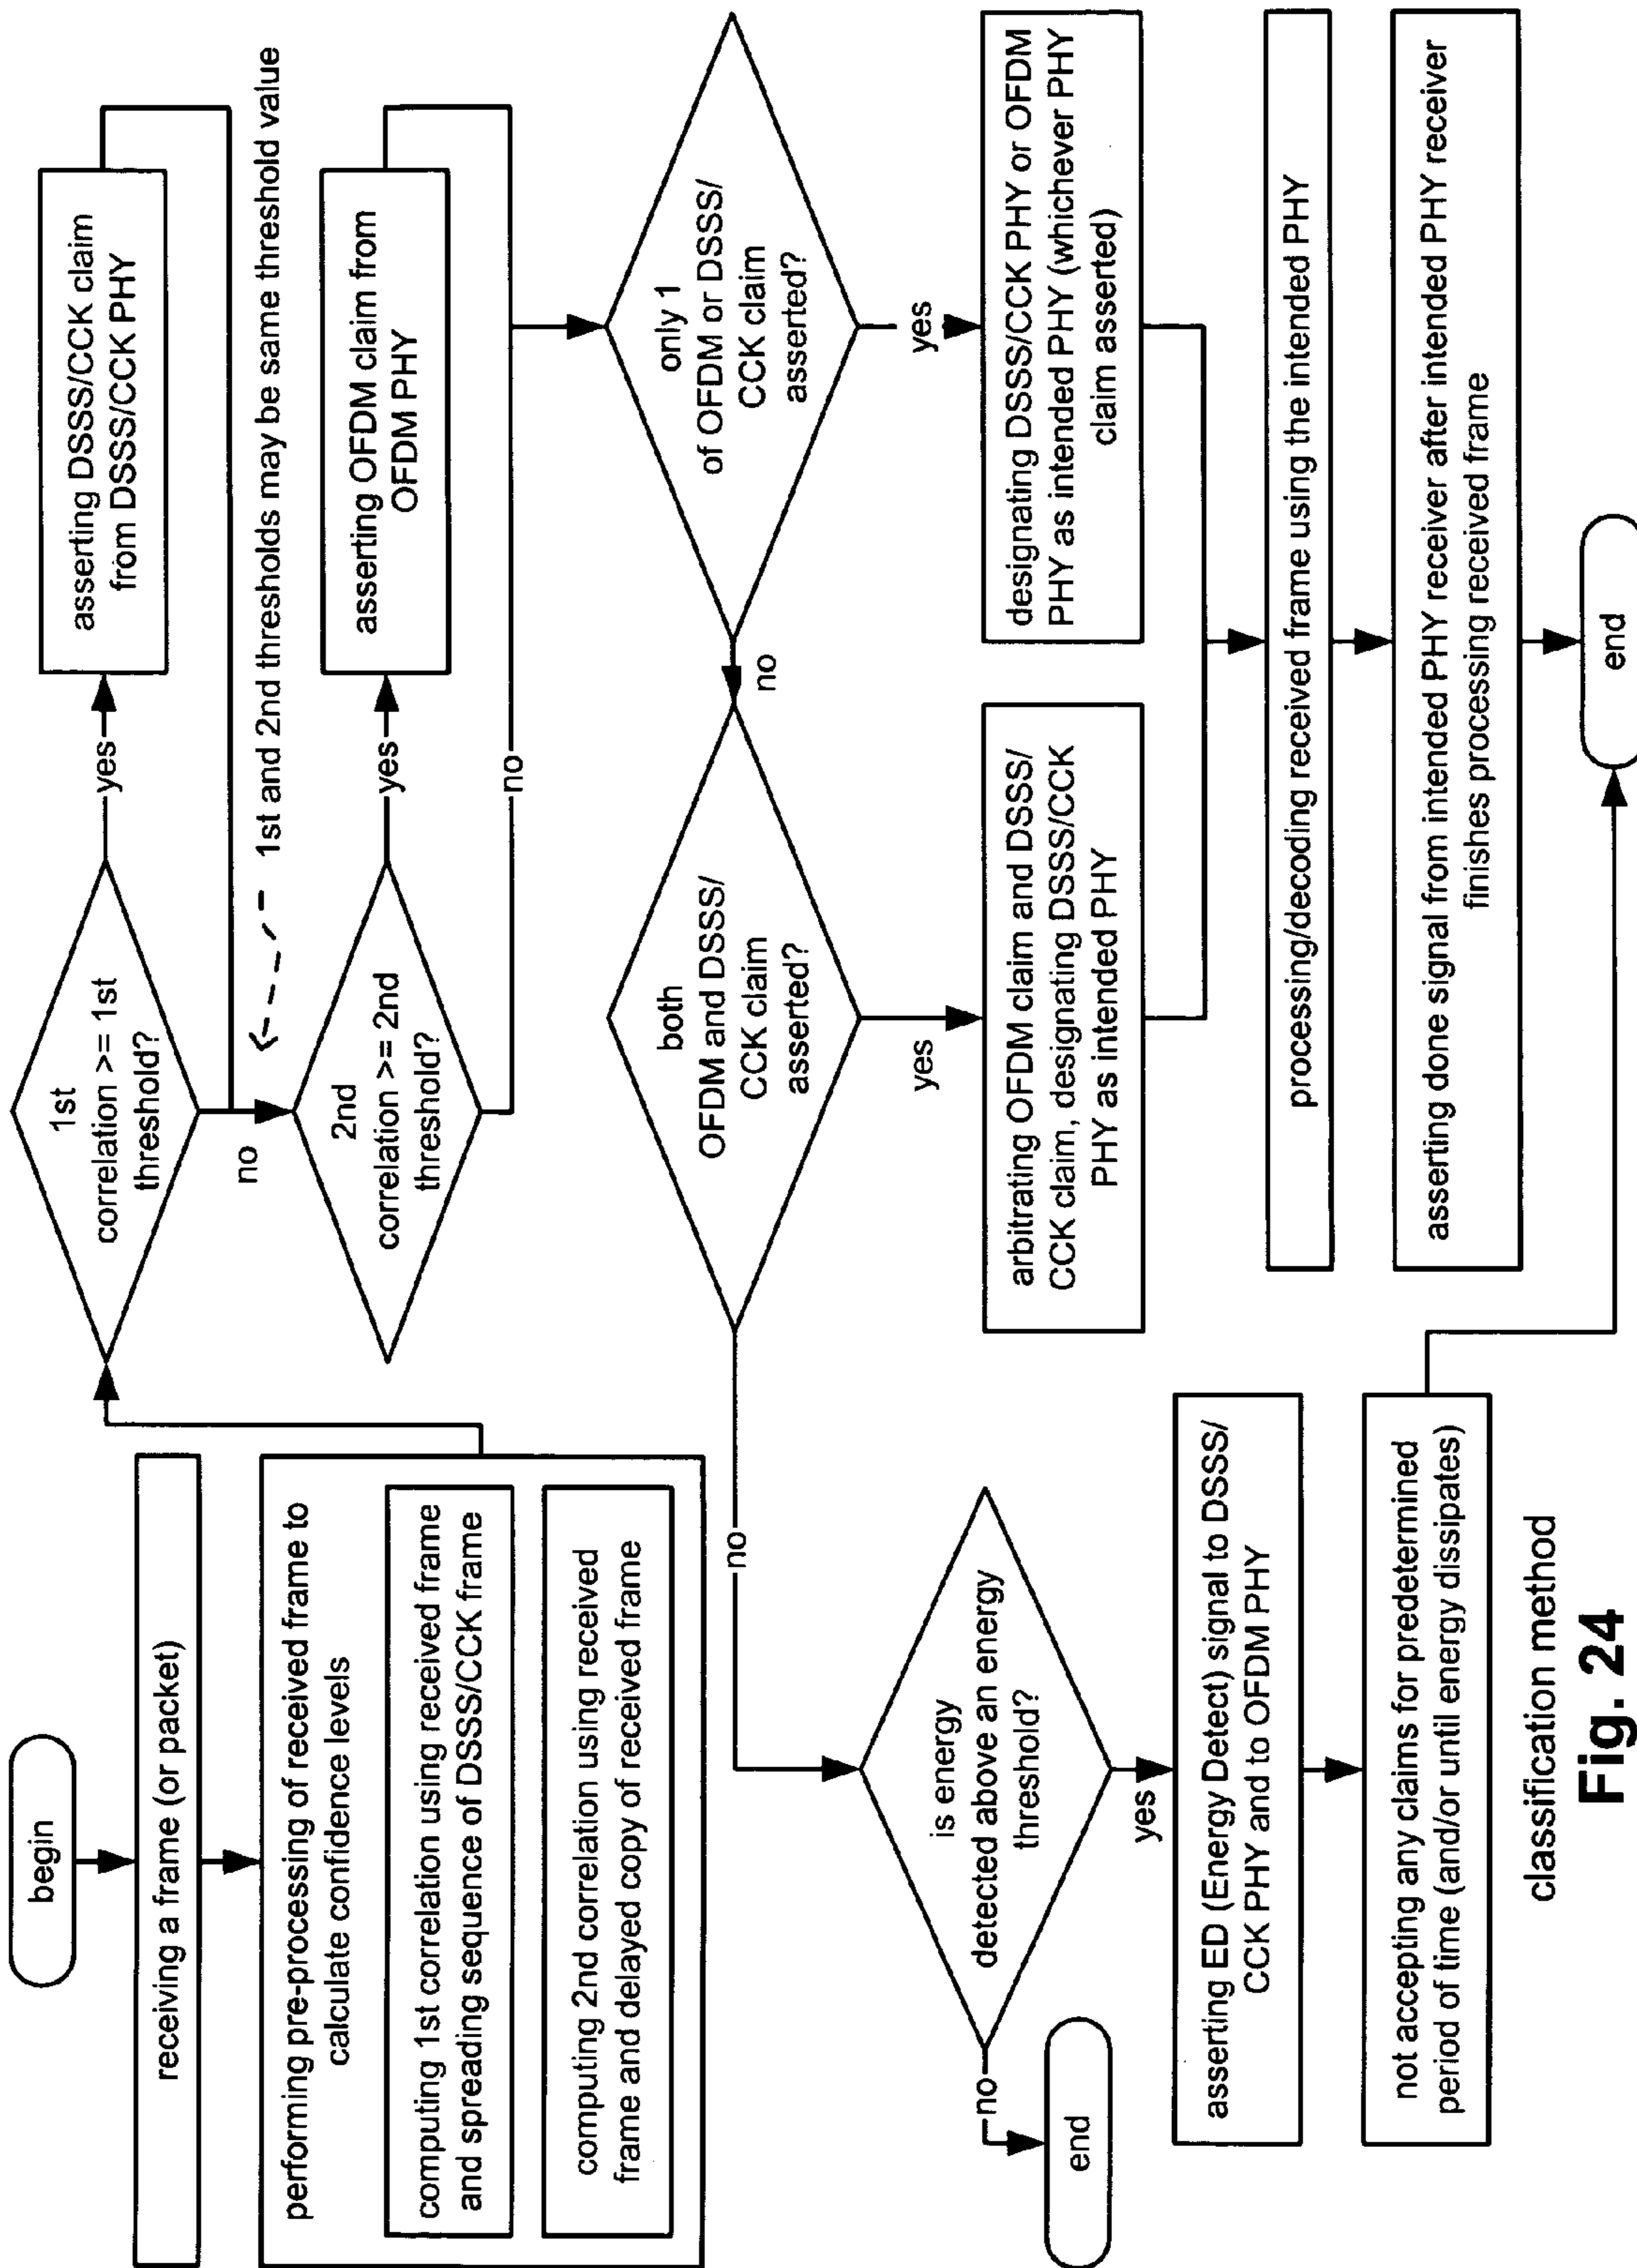 begin
receiving a frame (or packet)
performing pre-processing of received frame to
calculate confidence levels
computing 1st correlation using received frame
and spreading sequence of DSSS/CCK frame
computing 2nd correlation using received
frame and delayed copy of received frame
1st
correlation >= 1st
threshold?
yes
asserting DSSS/CCK claim
from DSSS/CCK PHY
no
1st and 2nd thresholds may be same threshold value
2nd
correlation >= 2nd
threshold?
yes
asserting OFDM claim from
OFDM PHY
no
only 1
of OFDM or DSSS/
CCK claim
asserted?
no
yes
both
OFDM and DSSS/
CCK claim
asserted?
no
yes
designating DSSS/CCK PHY or OFDM
PHY as intended PHY (whichever PHY
claim asserted)
arbitrating OFDM claim and DSSS/
CCK claim, designating DSSS/CCK
PHY as intended PHY
processing/decoding received frame using the intended PHY
asserting done signal from intended PHY receiver after intended PHY receiver
finishes processing received frame
end
is energy
detected above an energy
threshold?
no
end
yes
asserting ED (Energy Detect) signal to DSSS/
CCK PHY and to OFDM PHY
not accepting any claims for predetermined
period of time (and/or until energy dissipates)
classification method
Fig. 24